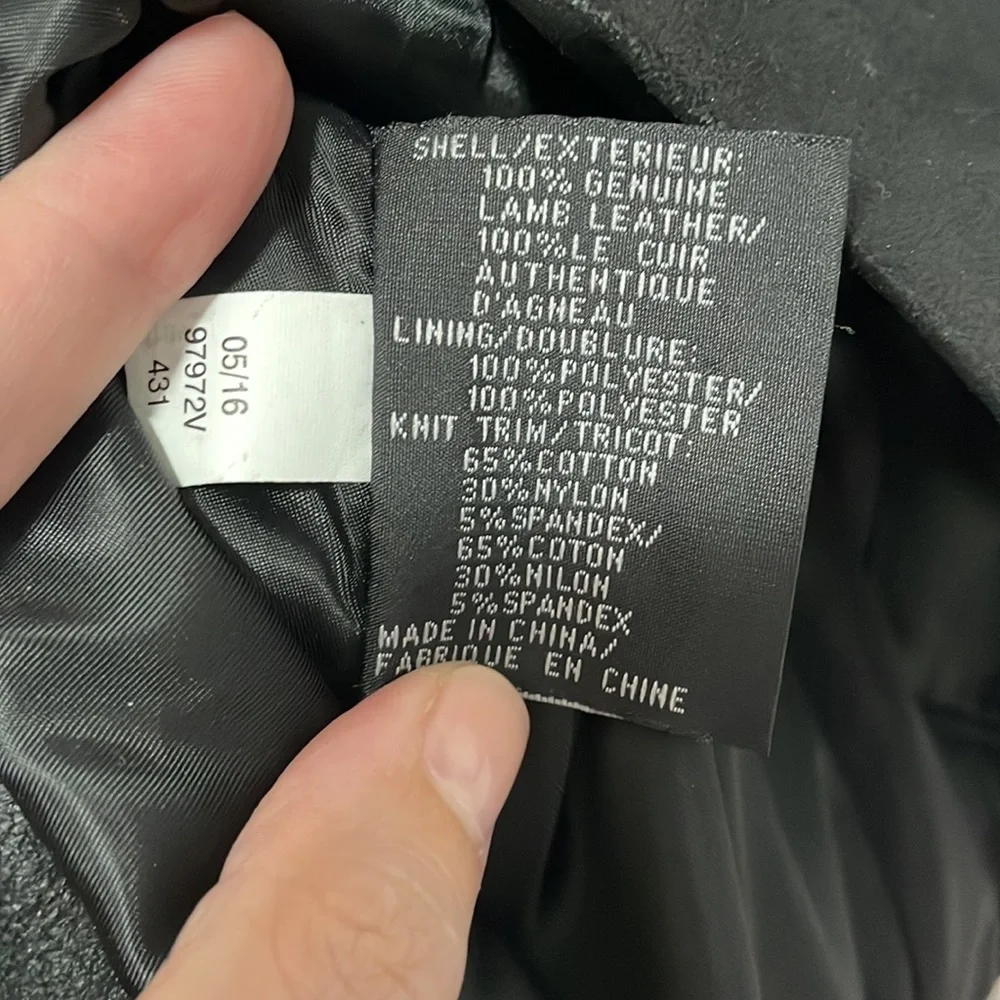 SHELL/EXTERIEUR:
100% GENUINE
LAMB LEATHER/
100% LE CUIR
AUTHENTIQUE
D'AGNEAU
LINING/DOUBLURE:
100% POLYESTER/
100% POLYESTER
KNIT TRIM/TRICOT:
65% COTTON
30% NYLON
5% SPANDEX/
65% COTON
30% NILON
5% SPANDEX
MADE IN CHINA/
FABRIQUE EN CHINE
05/16
97972V
431